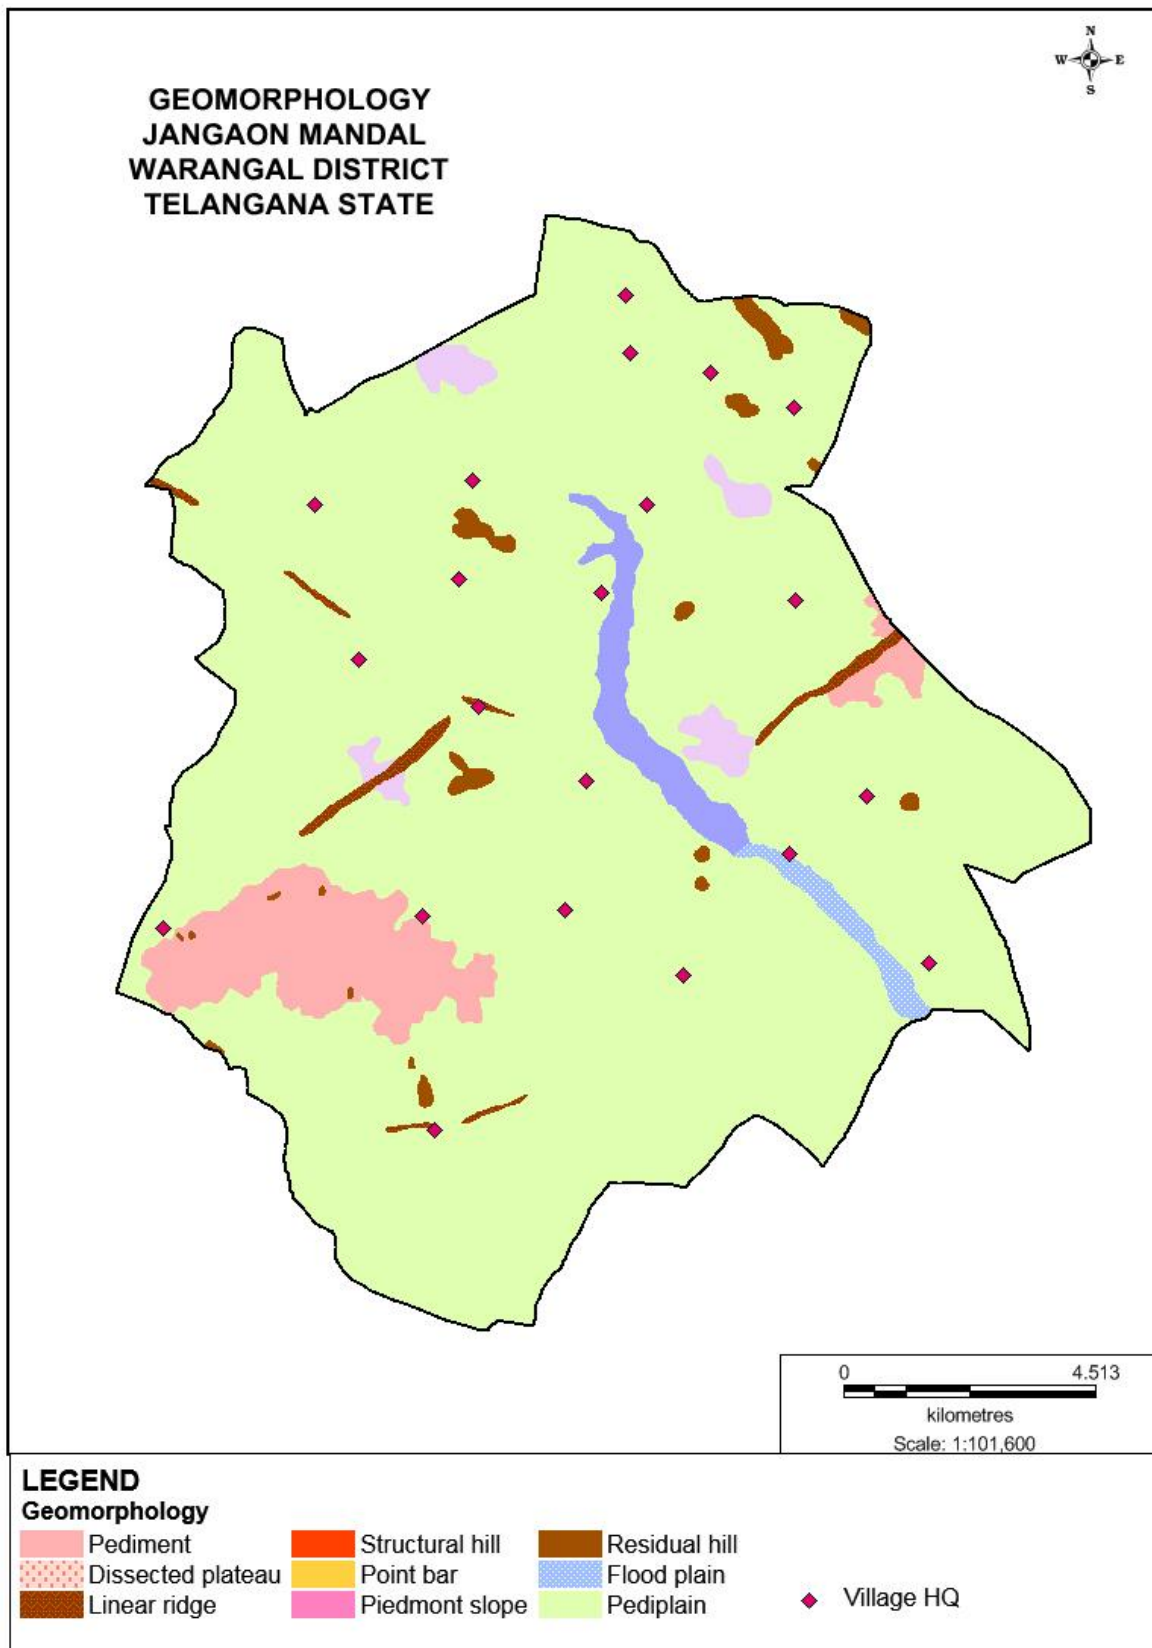 N
W E
S
GEOMORPHOLOGY
JANGAON MANDAL
WARANGAL DISTRICT
TELANGANA STATE
0 4.513
kilometres
Scale: 1:101,600
LEGEND
Geomorphology
Pediment Structural hill Residual hill
Dissected plateau Point bar Flood plain
Linear ridge Piedmont slope Pediplain
Village HQ